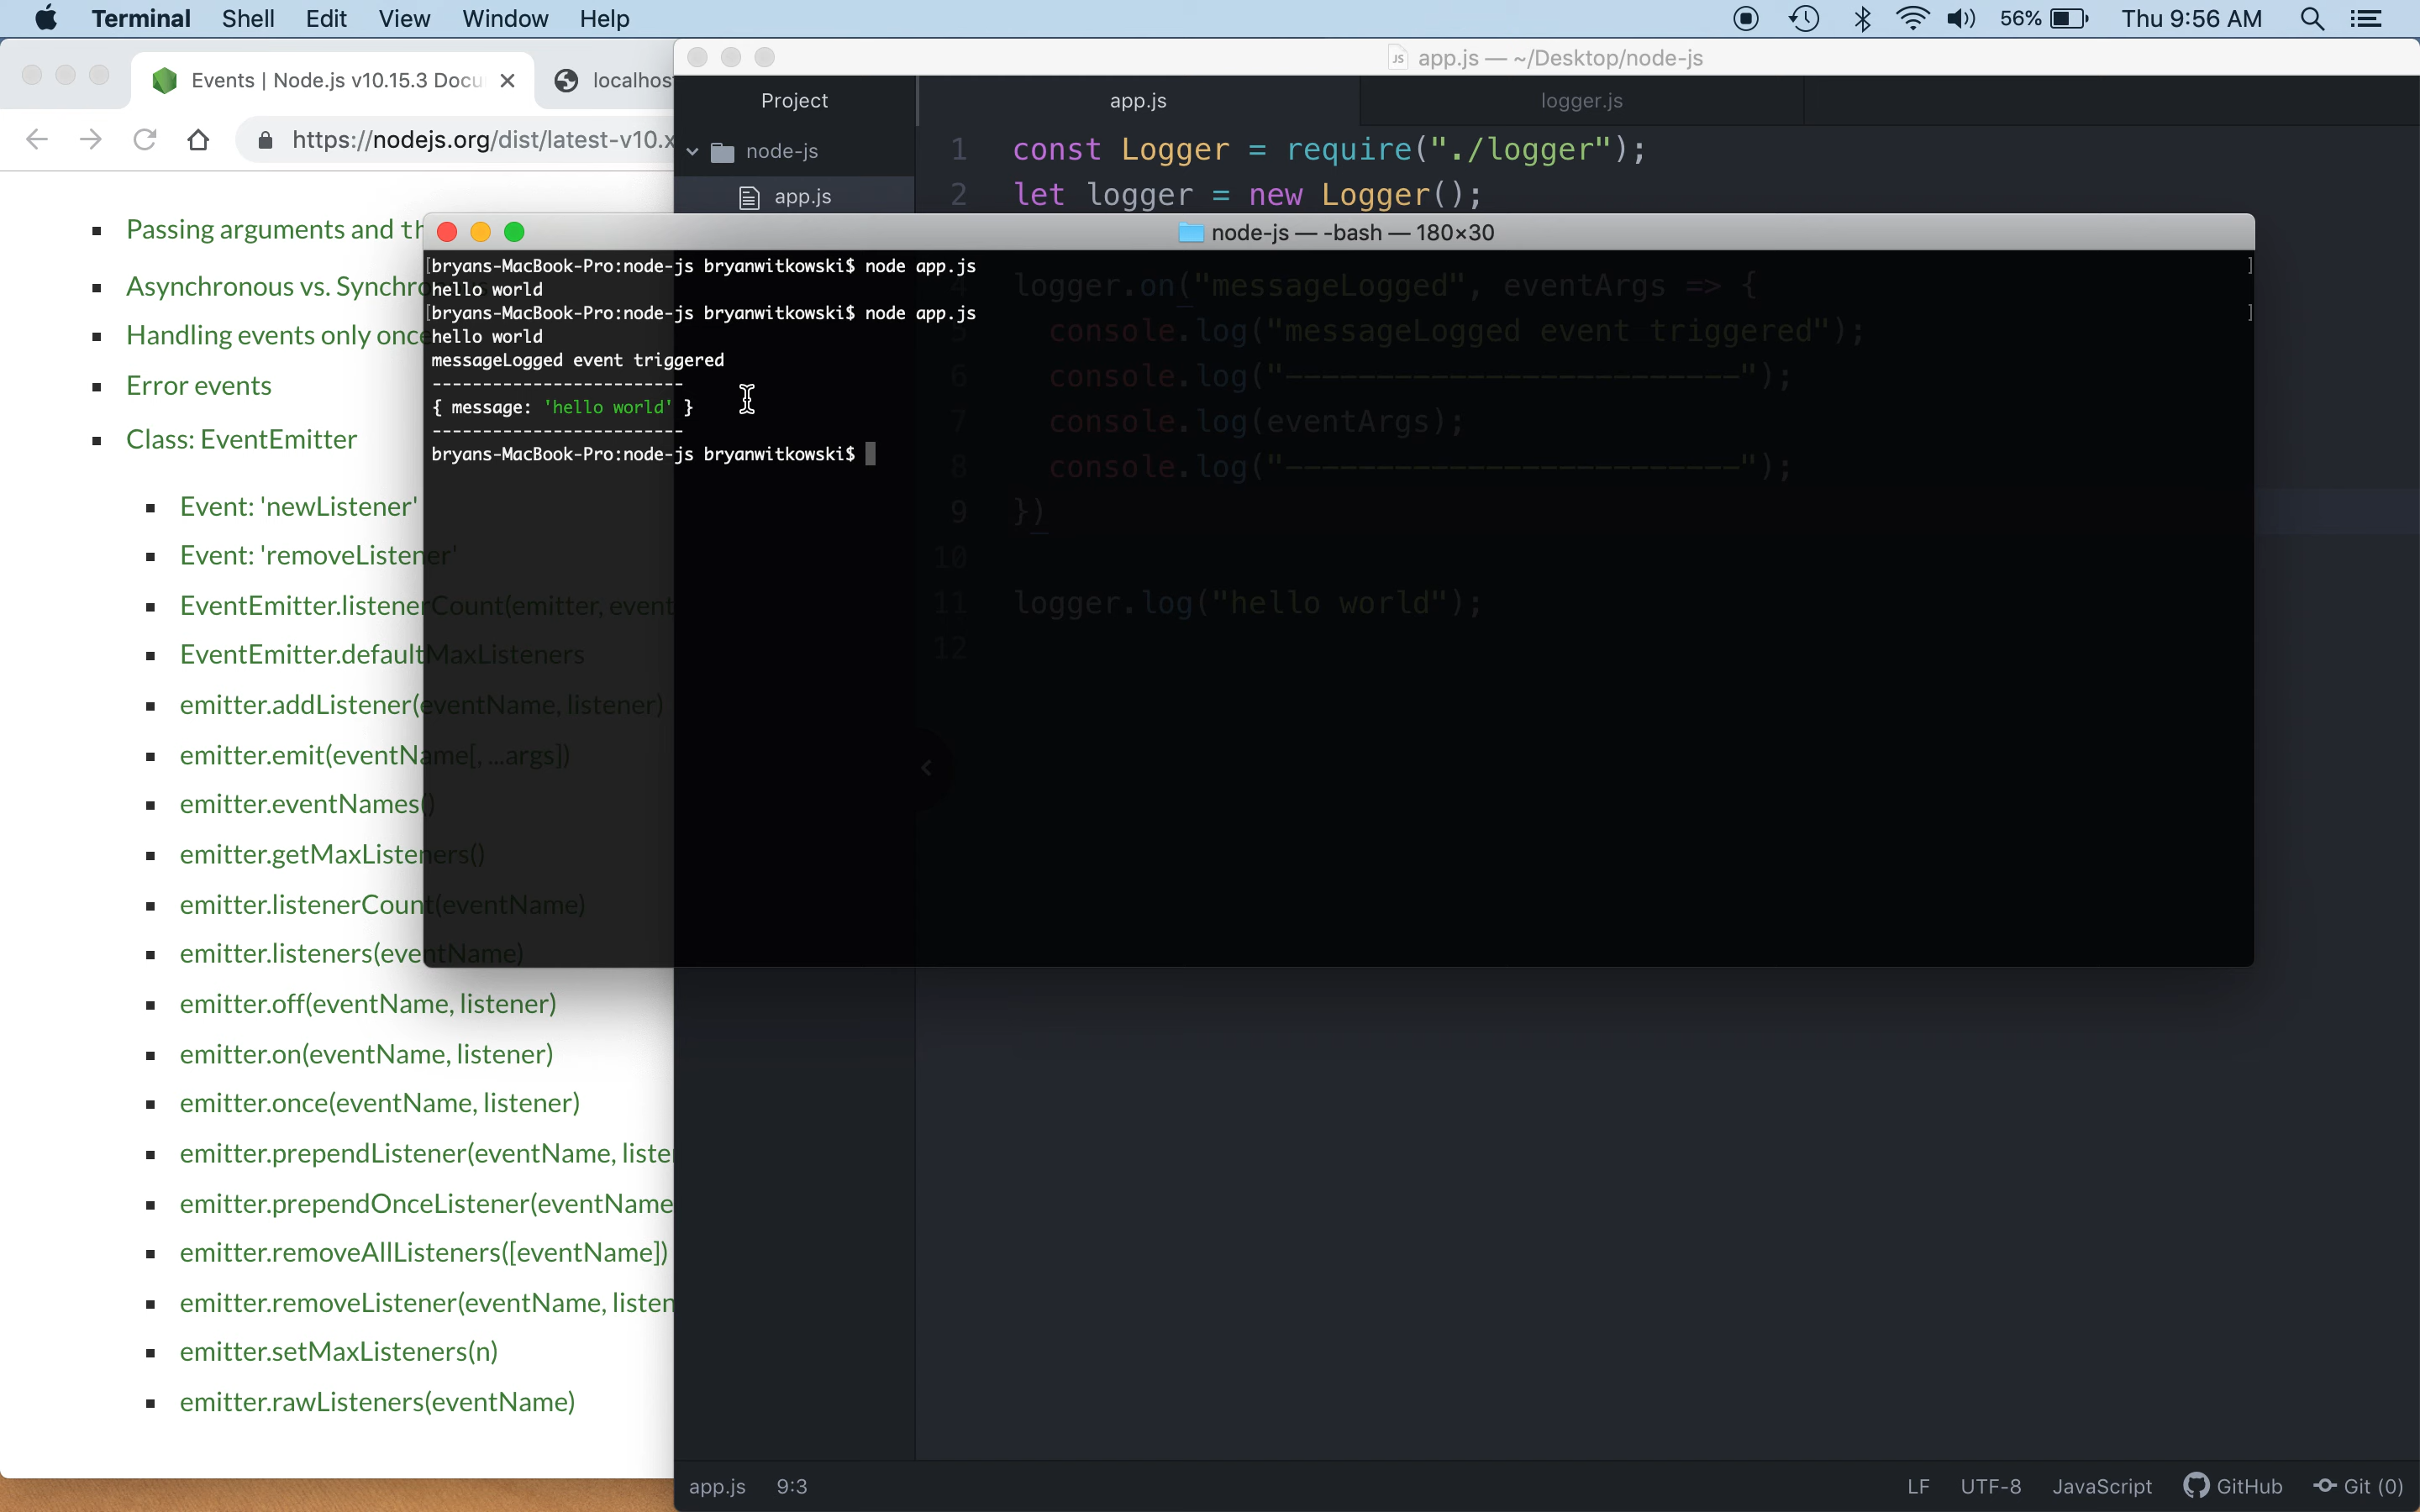 Terminal Shell Edit View Window Help 56% Thu 9:56 AM
Events | Node.js v10.15.3 Docu
localhos
https://nodejs.org/dist/latest-v10.x
Passing arguments and th
Asynchronous vs. Synchro
Handling events only once
Error events
Class: EventEmitter
Event: 'newListener'
Event: 'removeListener'
EventEmitter.listenerCount(emitter, event
EventEmitter.defaultMaxListeners
emitter.addListener(eventName, listener)
emitter.emit(eventName[, ...args])
emitter.eventNames()
emitter.getMaxListeners()
emitter.listenerCount(eventName)
emitter.listeners(eventName)
emitter.off(eventName, listener)
emitter.on(eventName, listener)
emitter.once(eventName, listener)
emitter.prependListener(eventName, liste
emitter.prependOnceListener(eventName
emitter.removeAllListeners([eventName])
emitter.removeListener(eventName, listen
emitter.setMaxListeners(n)
emitter.rawListeners(eventName)
app.js — ~/Desktop/node-js
Project
node-js
app.js
app.js logger.js
1 const Logger = require("./logger");
2 let logger = new Logger();
4 logger.on("messageLogged", eventArgs => {
5 console.log("messageLogged event triggered");
6 console.log("-------------------------");
7 console.log(eventArgs);
8 console.log("-------------------------");
9 })
10
11 logger.log("hello world");
12
node-js — -bash — 180×30
[bryans-MacBook-Pro:node-js bryanwitkowski$ node app.js ]
hello world
[bryans-MacBook-Pro:node-js bryanwitkowski$ node app.js ]
hello world
messageLogged event triggered
-------------------------
{ message: 'hello world' }
-------------------------
bryans-MacBook-Pro:node-js bryanwitkowski$
app.js 9:3 LF UTF-8 JavaScript GitHub Git (0)